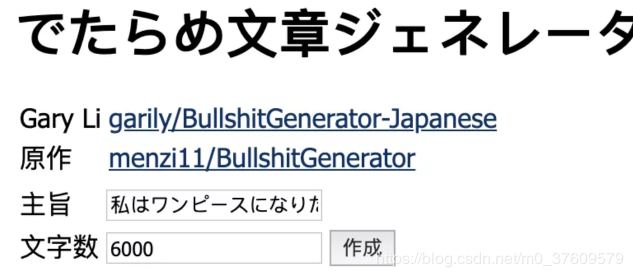 でたらめ文章ジェネレータ
Gary Li garily/BullshitGenerator-Japanese
原作 menzi11/BullshitGenerator
主旨 私はワンピースになりた
文字数 6000 作成
https://blog.csdn.net/m0_37609579